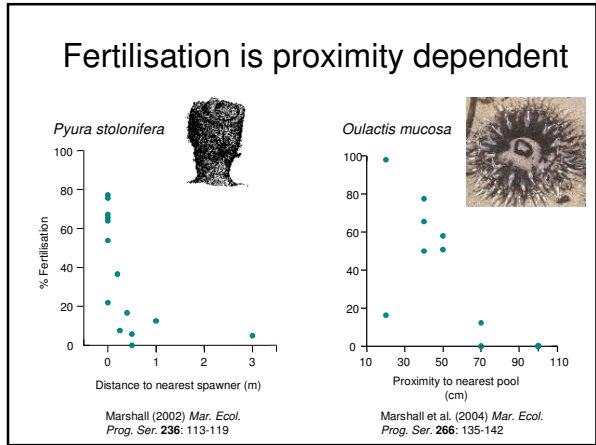 Fertilisation is proximity dependent
Pyura stolonifera
100
80
60
40
20
0
% Fertilisation
0 1 2 3
Distance to nearest spawner (m)
Marshall (2002) Mar. Ecol.
Prog. Ser. 236: 113-119
Oulactis mucosa
100
80
60
40
20
0
10 30 50 70 90 110
Proximity to nearest pool
(cm)
Marshall et al. (2004) Mar. Ecol.
Prog. Ser. 266: 135-142